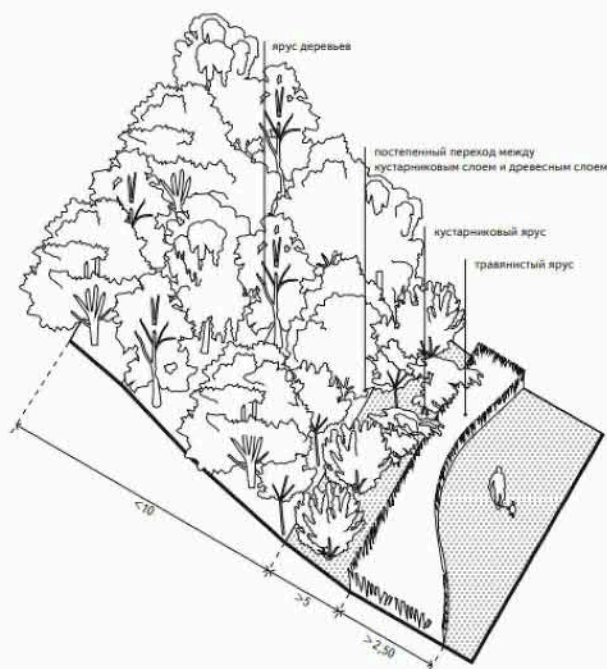 ярус деревьев
постепенный переход между
кустарниковым слоем и древесным слоем
кустарниковый ярус
травянистый ярус
<10
>5
>2,50